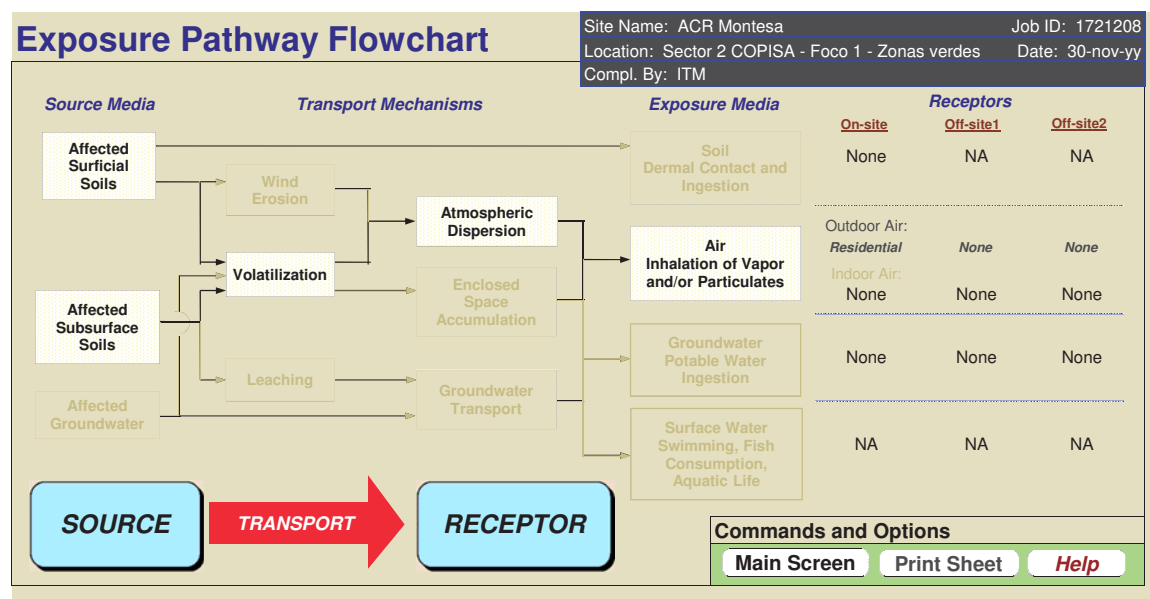 Exposure Pathway Flowchart
Site Name: ACR Montesa
Job ID: 1721208
Location: Sector 2 COPISA - Foco 1 - Zonas verdes
Date: 30-nov-yy
Compl. By: ITM
Source Media
Transport Mechanisms
Exposure Media
Receptors
On-site
Off-site1
Off-site2
Affected
Surficial
Soils
Wind
Erosion
Atmospheric
Dispersion
Volatilization
Enclosed
Space
Accumulation
Affected
Subsurface
Soils
Leaching
Groundwater
Transport
Affected
Groundwater
Soil
Dermal Contact and
Ingestion
None
NA
NA
Air
Inhalation of Vapor
and/or Particulates
Outdoor Air:
Residential
None
None
Indoor Air:
None
None
None
Groundwater
Potable Water
Ingestion
None
None
None
Surface Water
Swimming, Fish
Consumption,
Aquatic Life
NA
NA
NA
SOURCE
TRANSPORT
RECEPTOR
Commands and Options
Main Screen
Print Sheet
Help